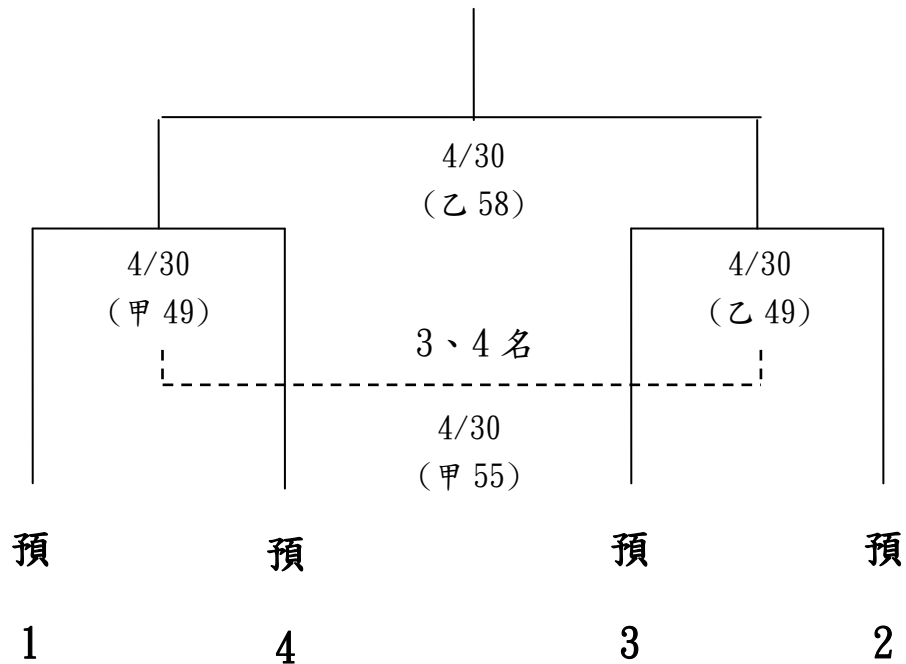 4/30
（乙 58）
4/30
（甲 49）
4/30
（乙 49）
3、4 名
4/30
（甲 55）
預 預 預 預
1 4 3 2